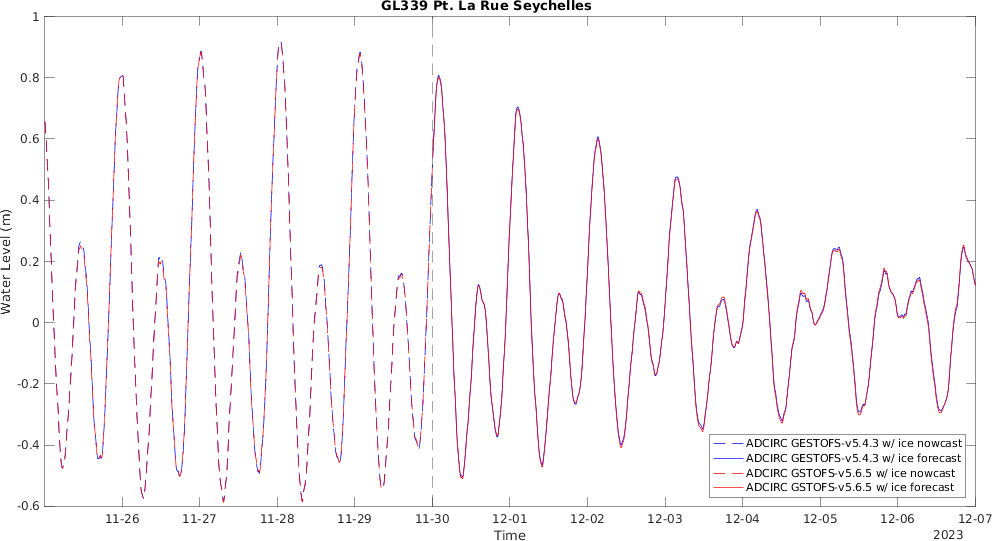 GL339 Pt. La Rue Seychelles
1
0.8
0.6
0.4
0.2
0
-0.2
-0.4
-0.6
Water Level (m)
ADCIRC GESTOFS-v5.4.3 w/ ice nowcast
ADCIRC GESTOFS-v5.4.3 w/ ice forecast
ADCIRC GSTOFS-v5.6.5 w/ ice nowcast
ADCIRC GSTOFS-v5.6.5 w/ ice forecast
11-26 11-27 11-28 11-29 11-30 12-01 12-02 12-03 12-04 12-05 12-06 12-07
Time
2023